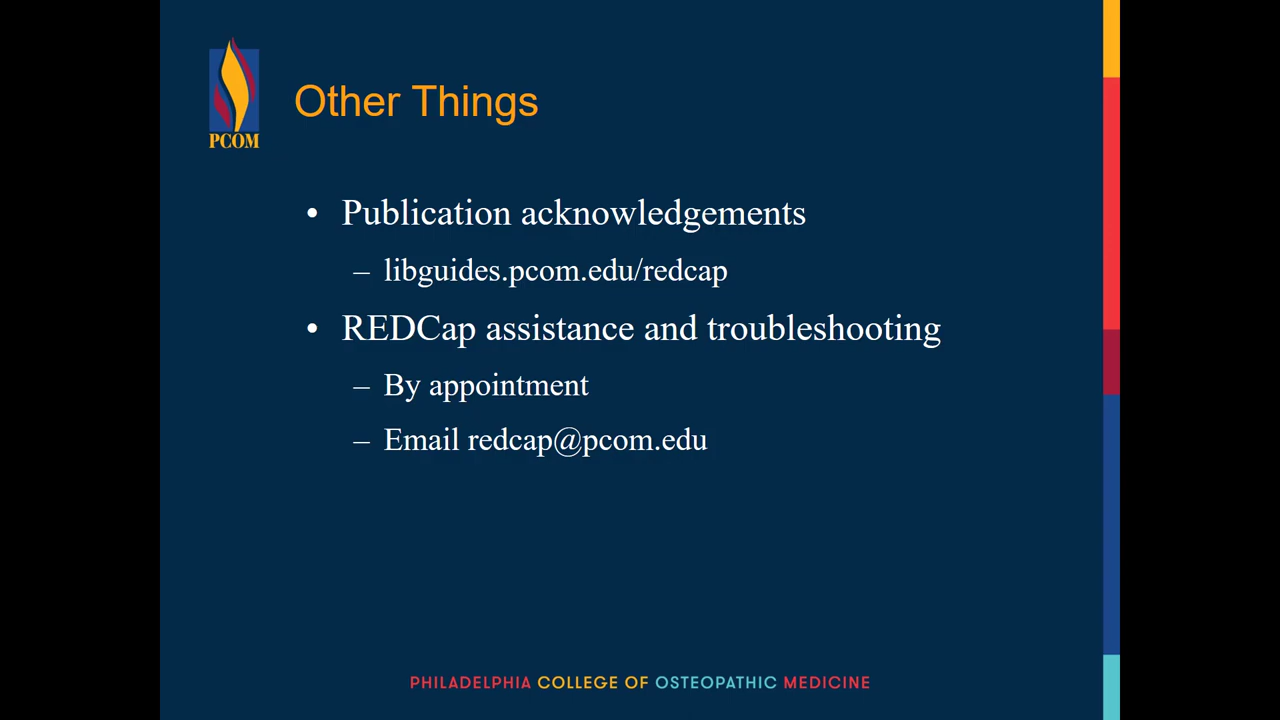 PCOM
Other Things
• Publication acknowledgements
– libguides.pcom.edu/redcap
• REDCap assistance and troubleshooting
– By appointment
– Email redcap@pcom.edu
PHILADELPHIA COLLEGE OF OSTEOPATHIC MEDICINE